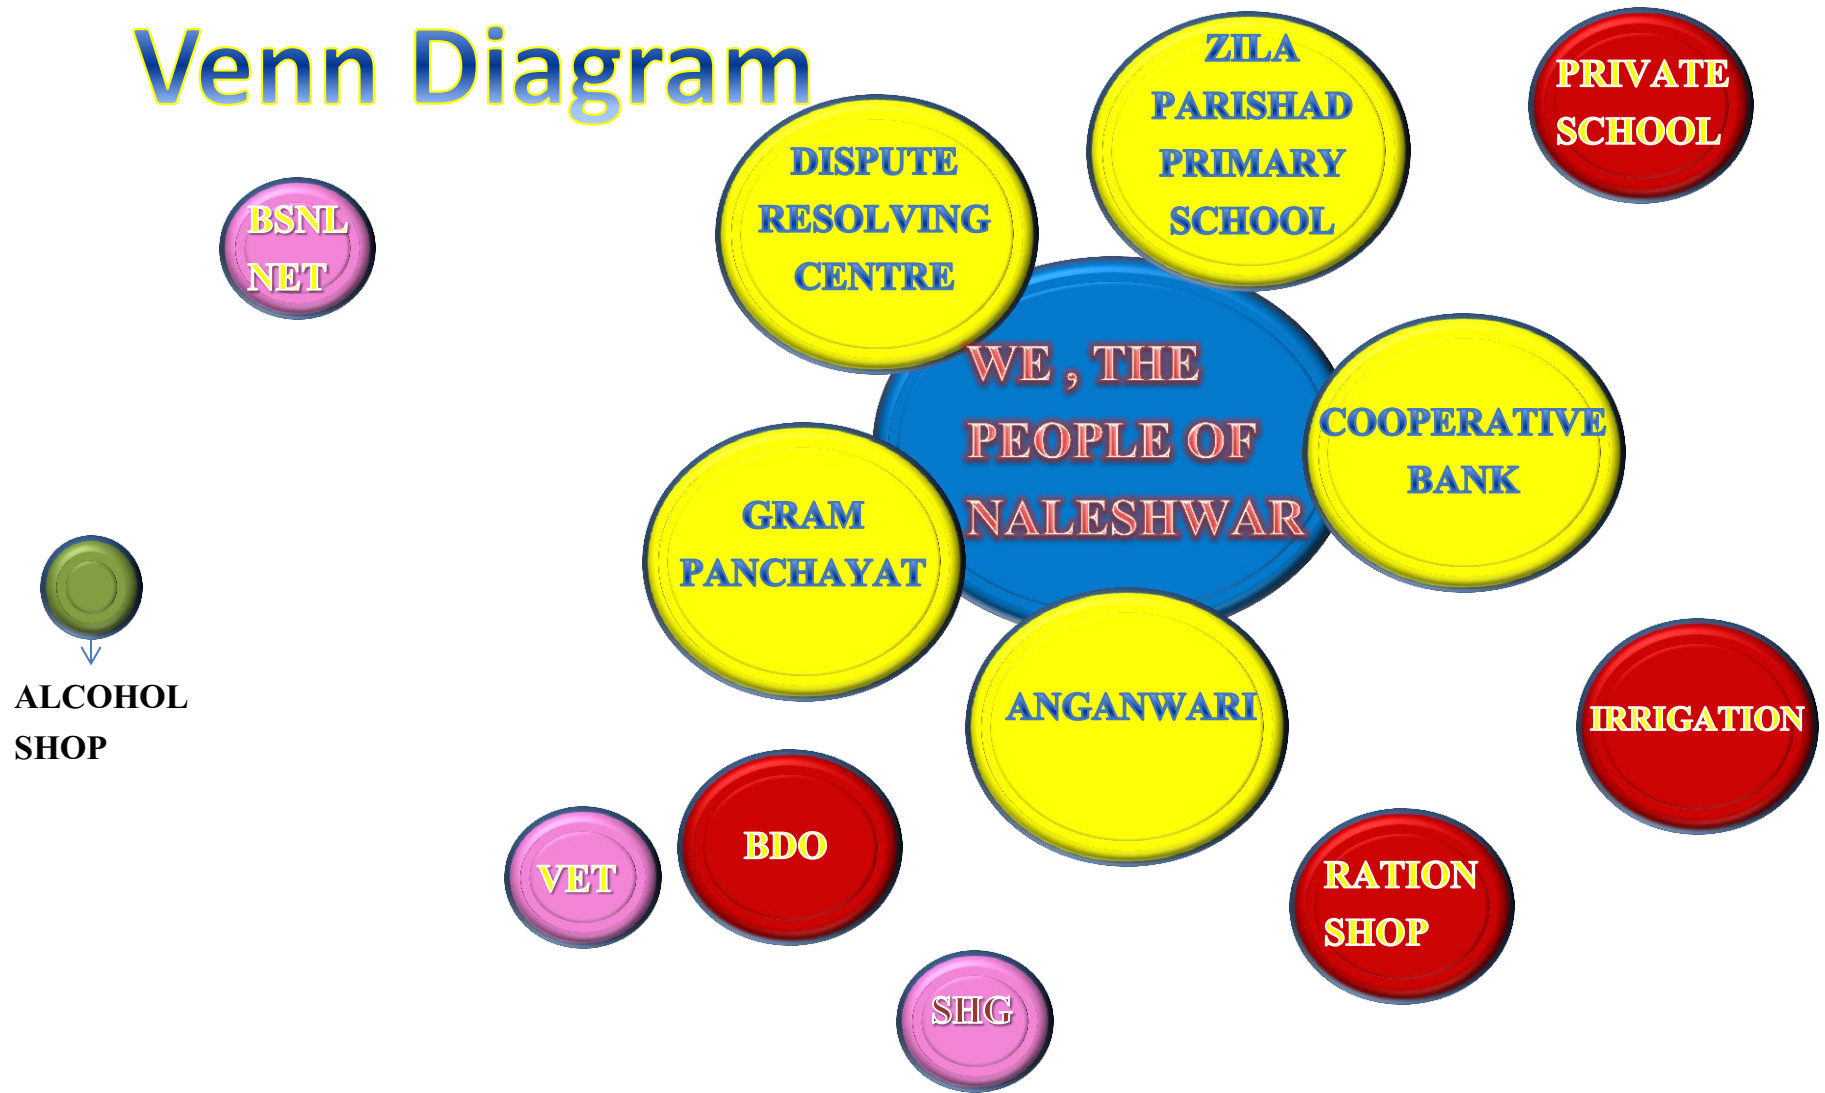 Venn Diagram
ZILA
PARISHAD
PRIMARY
SCHOOL
PRIVATE
SCHOOL
DISPUTE
RESOLVING
CENTRE
BSNL
NET
WE , THE
PEOPLE OF
NALESHWAR
COOPERATIVE
BANK
GRAM
PANCHAYAT
ALCOHOL
SHOP
ANGANWARI
IRRIGATION
BDO
VET
RATION
SHOP
SHG